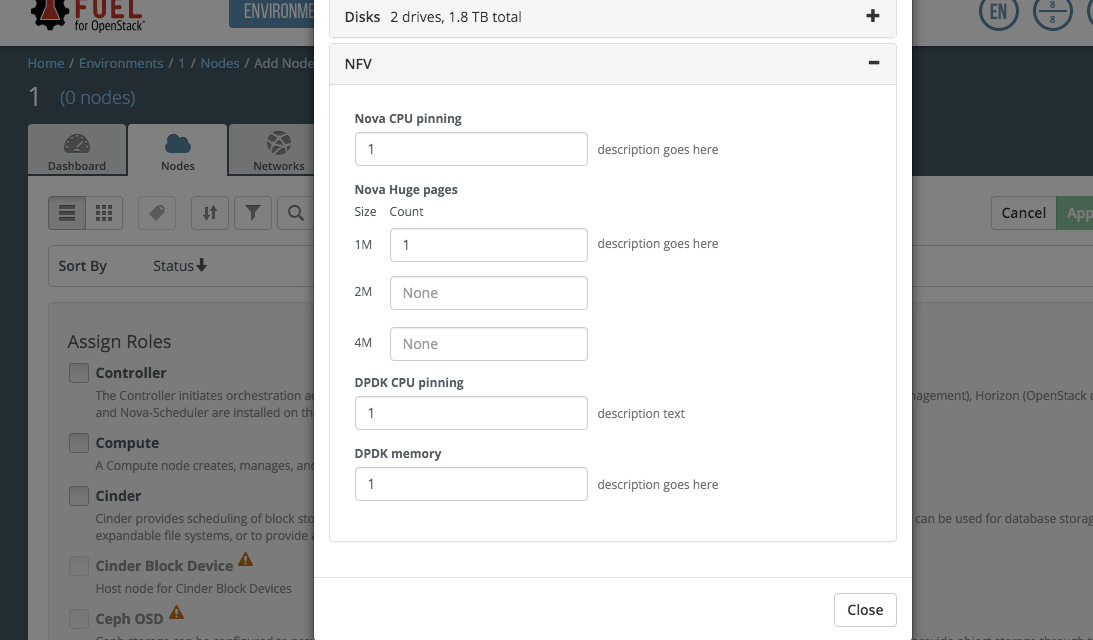 FUEL
for OpenStack
ENVIRONME
EN
8
8
Home / Environments / 1 / Nodes / Add Node
1 (0 nodes)
Dashboard
Nodes
Networks
Cancel
App
Sort By Status
Assign Roles
Controller
The Controller initiates orchestration
agement), Horizon (OpenStack
and Nova-Scheduler are installed on th
Compute
A Compute node creates, manages, and
Cinder
Cinder provides scheduling of block sto
can be used for database storag
expandable file systems, or to provide
Cinder Block Device
Host node for Cinder Block Devices
Ceph OSD
Disks 2 drives, 1.8 TB total
NFV
Nova CPU pinning
1 description goes here
Nova Huge pages
Size Count
1M 1 description goes here
2M None
4M None
DPDK CPU pinning
1 description text
DPDK memory
1 description goes here
Close